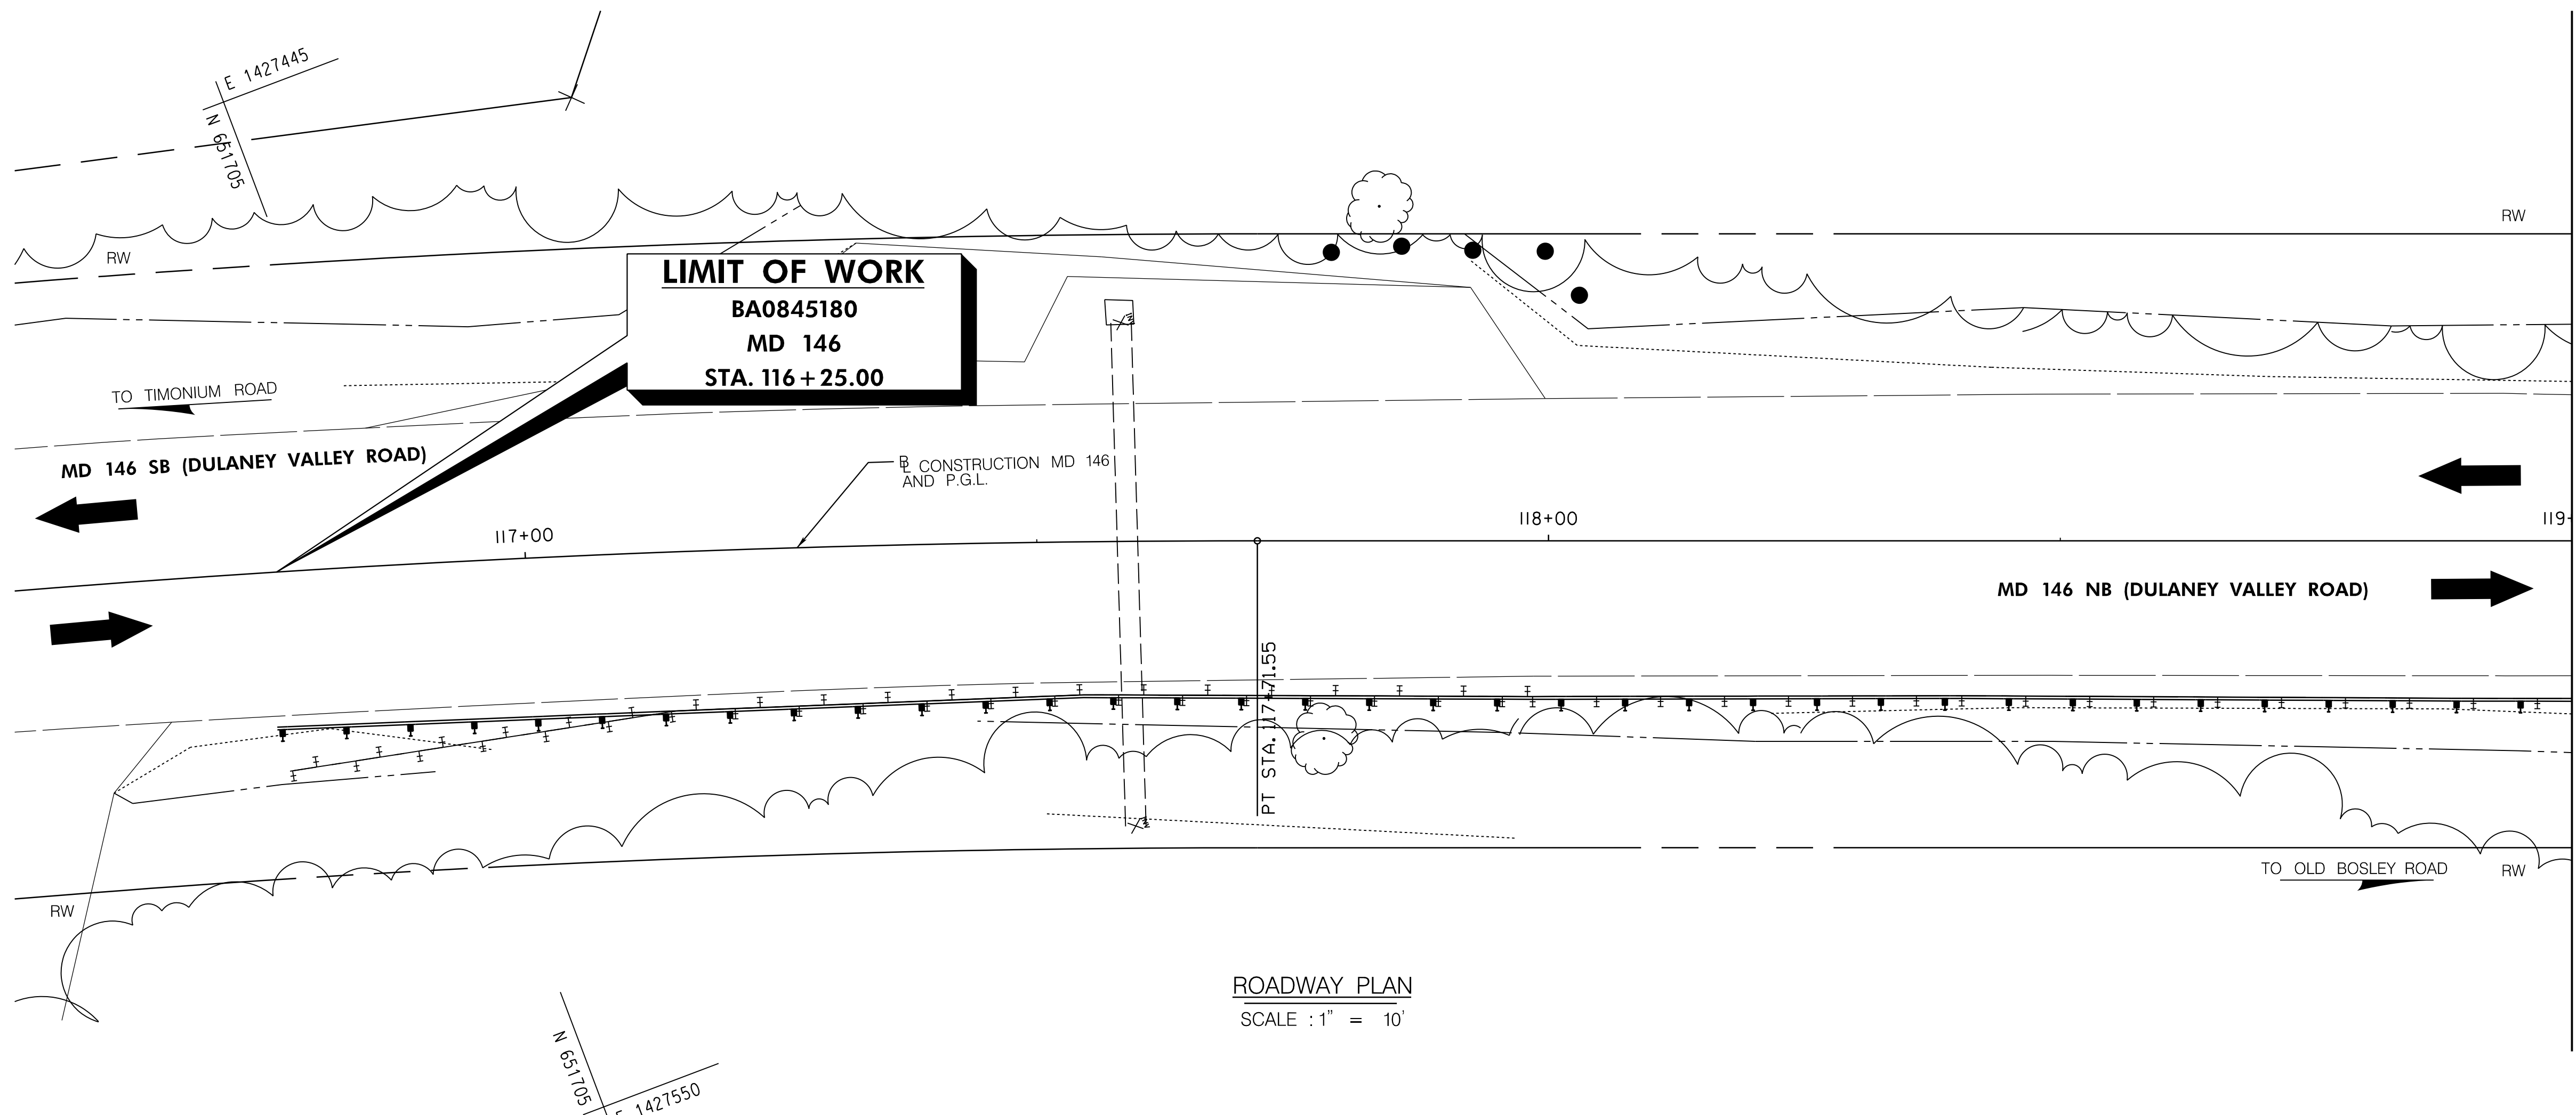 E 1427445
N 651705
RW
RW
LIMIT OF WORK
BA0845180
MD 146
STA. 116+25.00
TO TIMONIUM ROAD
MD 146 SB (DULANEY VALLEY ROAD)
BL CONSTRUCTION MD 146
AND P.G.L.
117+00
118+00
119
MD 146 NB (DULANEY VALLEY ROAD)
PT STA. 117+71.55
TO OLD BOSLEY ROAD
RW
RW
ROADWAY PLAN
SCALE : 1" = 10'
N 651705
E 1427550